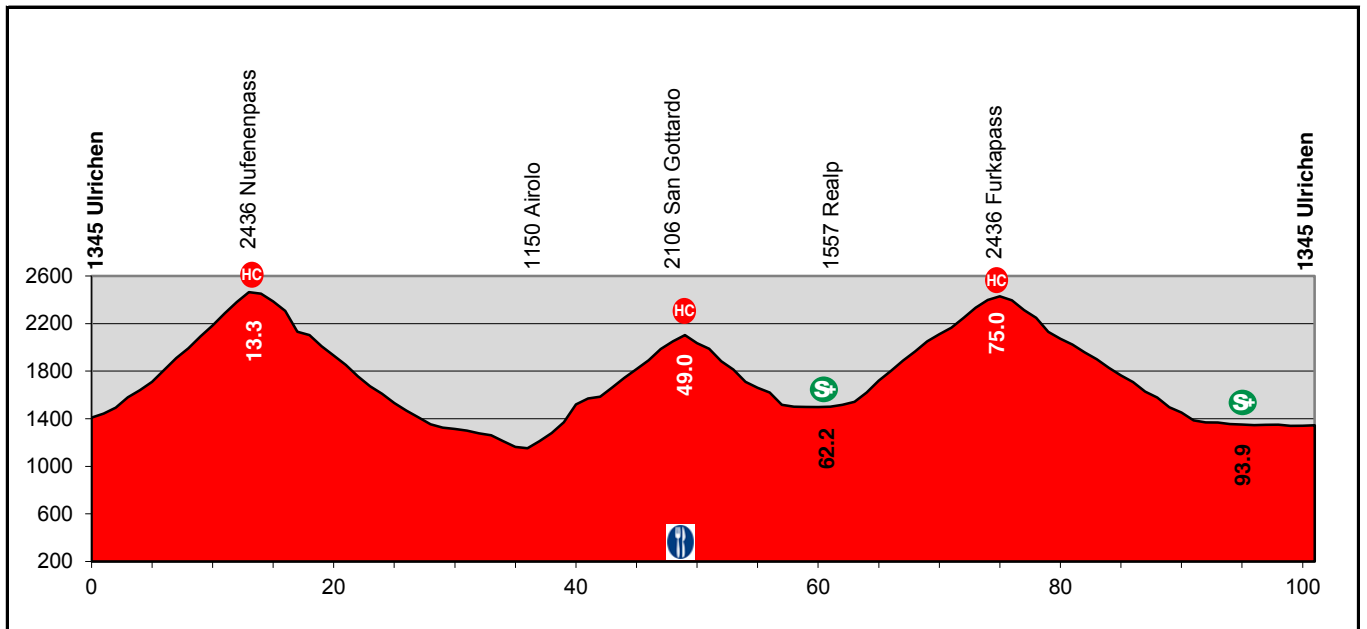 1345 Ulrichen
2436 Nufenenpass
1150 Airolo
2106 San Gottardo
1557 Realp
2436 Furkapass
1345 Ulrichen
HC
HC
HC
13.3
49.0
75.0
S+
S+
62.2
93.9
2600
2200
1800
1400
1000
600
200
0
20
40
60
80
100